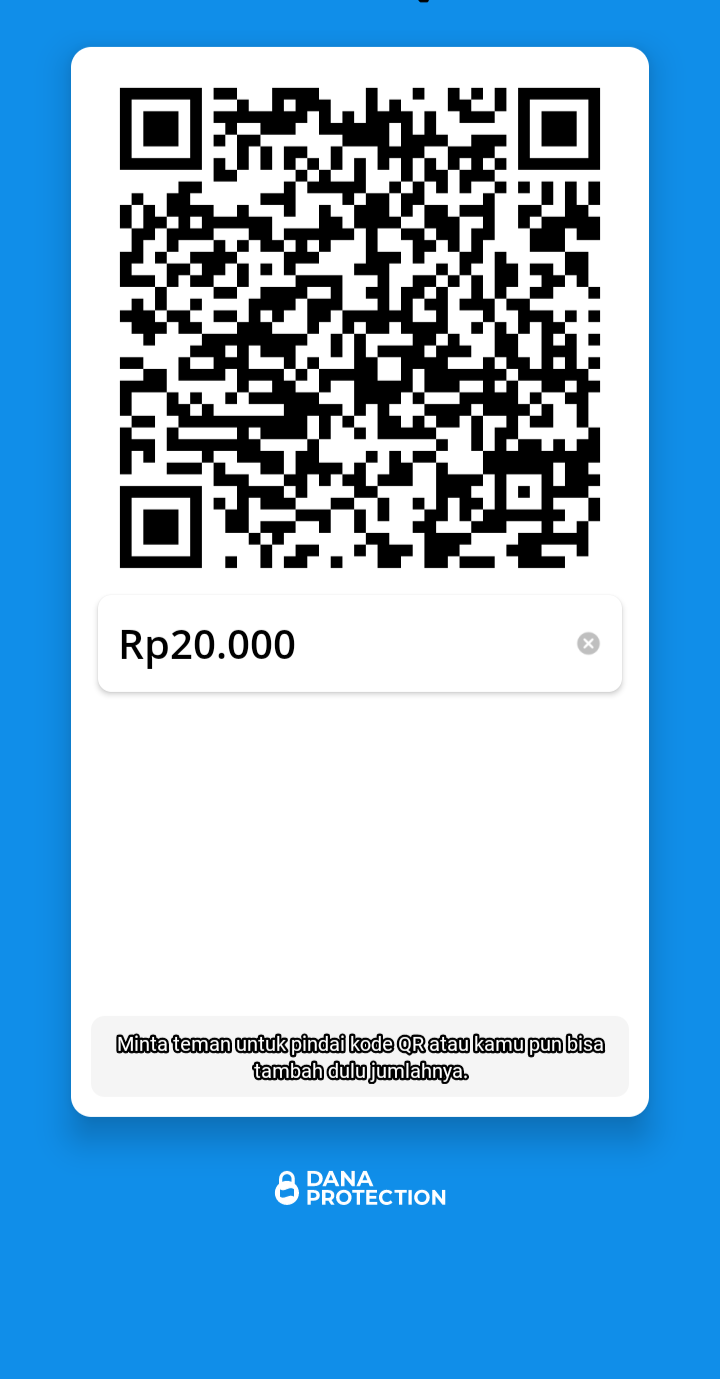 Rp20.000
Minta teman untuk pindai kode QR atau kamu pun bisa
tambah dulu jumlahnya.
DANA
PROTECTION